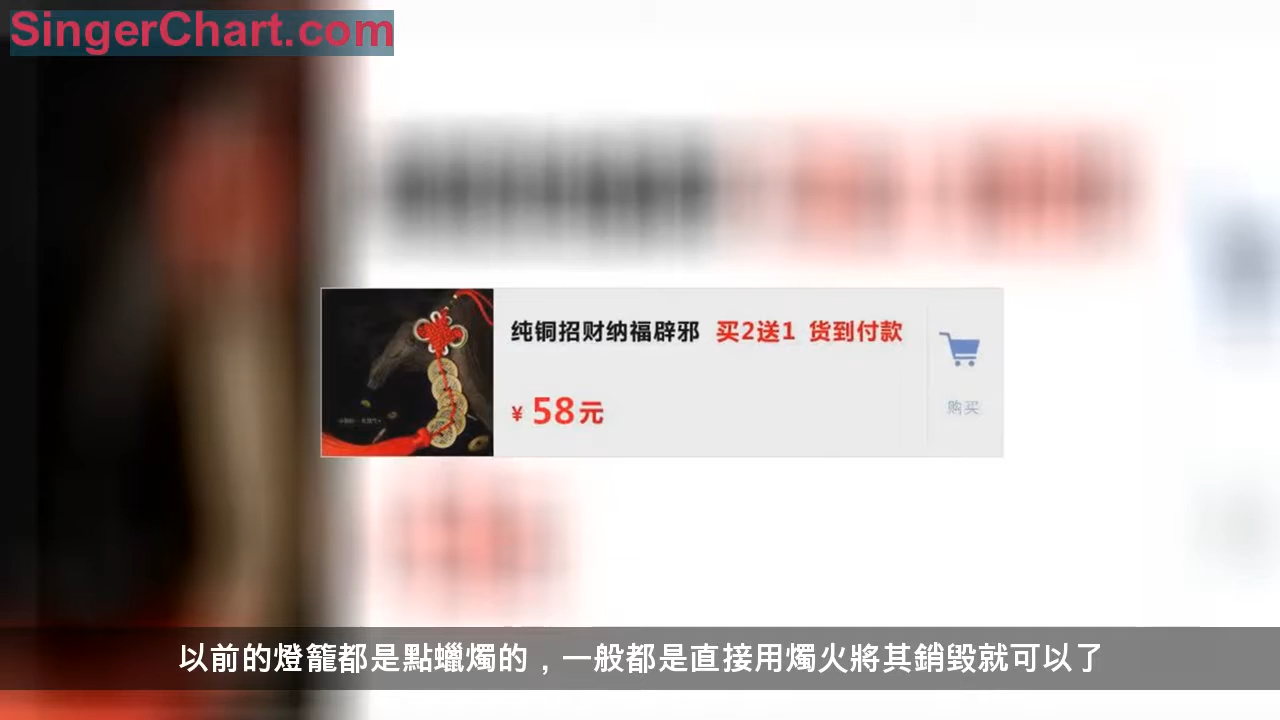 SingerChart.com
纯铜招财纳福辟邪 买2送1 货到付款
¥ 58元
购买
以前的燈籠都是點蠟燭的，一般都是直接用燭火將其銷毀就可以了